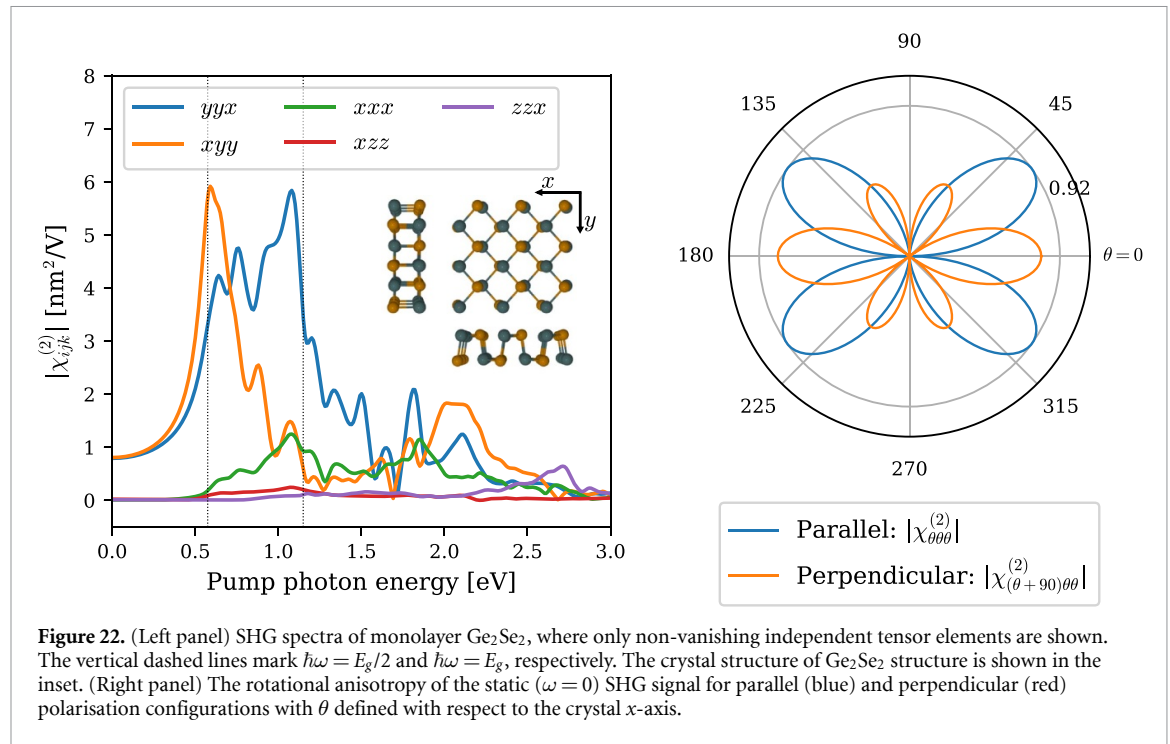 8
7
6
5
4
3
2
1
0
|χ⁽²⁾ᵢⱼₖ| [nm²/V]
yyx
xyy
xxx
xzz
zzx
x
y
0.0 0.5 1.0 1.5 2.0 2.5 3.0
Pump photon energy [eV]
90
135 45
0.92
180 θ = 0
225 315
270
Parallel: |χ⁽²⁾_θθθ|
Perpendicular: |χ⁽²⁾_(θ + 90)θθ|
Figure 22. (Left panel) SHG spectra of monolayer Ge₂Se₂, where only non-vanishing independent tensor elements are shown.
The vertical dashed lines mark ℏω = E_g/2 and ℏω = E_g, respectively. The crystal structure of Ge₂Se₂ structure is shown in the
inset. (Right panel) The rotational anisotropy of the static (ω = 0) SHG signal for parallel (blue) and perpendicular (red)
polarisation configurations with θ defined with respect to the crystal x-axis.